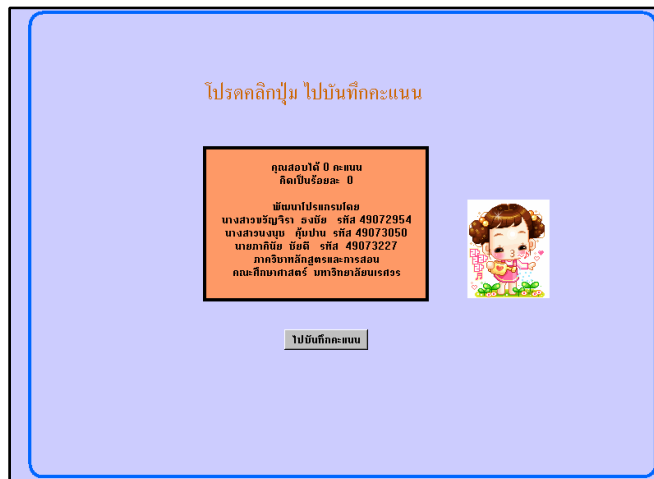 โปรดคลิกปุ่ม ไปบันทึกคะแนน
คุณสอบได้ 0 คะแนน
คิดเป็นร้อยละ 0
พัฒนาโปรแกรมโดย
นางสาวขวัญจิรา ธงชัย รหัส 49072954
นางสาวนงนุช คุ้มปาน รหัส 49073050
นายภาคินัย ชัยดี รหัส 49073227
ภาควิชาหลักสูตรและการสอน
คณะศึกษาศาสตร์ มหาวิทยาลัยนเรศวร
ไปบันทึกคะแนน